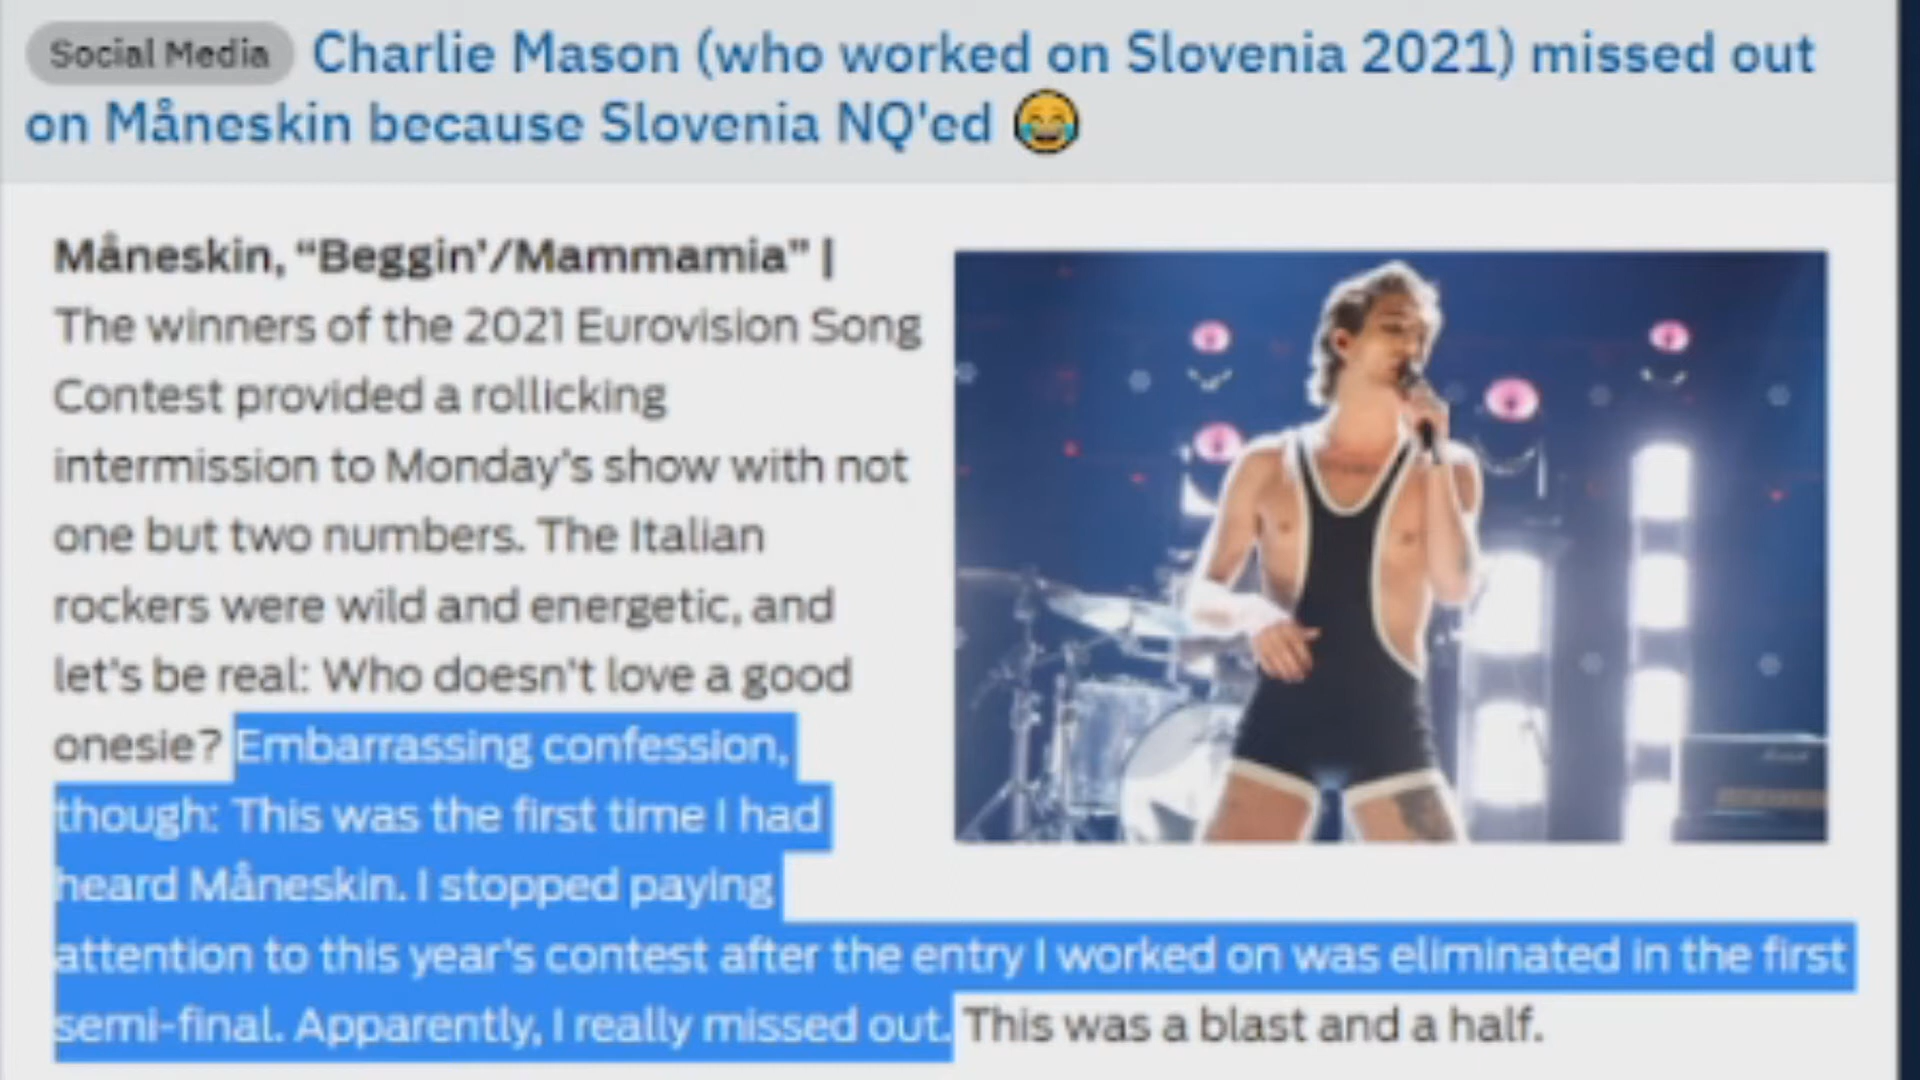 Social Media Charlie Mason (who worked on Slovenia 2021) missed out
on Måneskin because Slovenia NQ'ed 😂
Måneskin, “Beggin’/Mammamia” |
The winners of the 2021 Eurovision Song
Contest provided a rollicking
intermission to Monday’s show with not
one but two numbers. The Italian
rockers were wild and energetic, and
let's be real: Who doesn't love a good
onesie? Embarrassing confession,
though: This was the first time I had
heard Måneskin. I stopped paying
attention to this year's contest after the entry I worked on was eliminated in the first
semi-final. Apparently, I really missed out. This was a blast and a half.